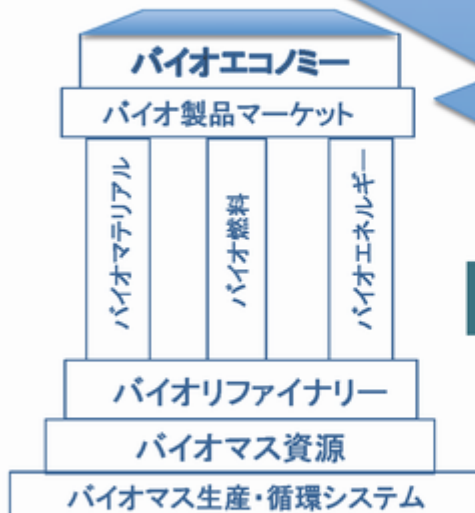 バイオエコノミー
バイオ製品マーケット
バイオマテリアル
バイオ燃料
バイオエネルギー
バイオリファイナリー
バイオマス資源
バイオマス生産・循環システム